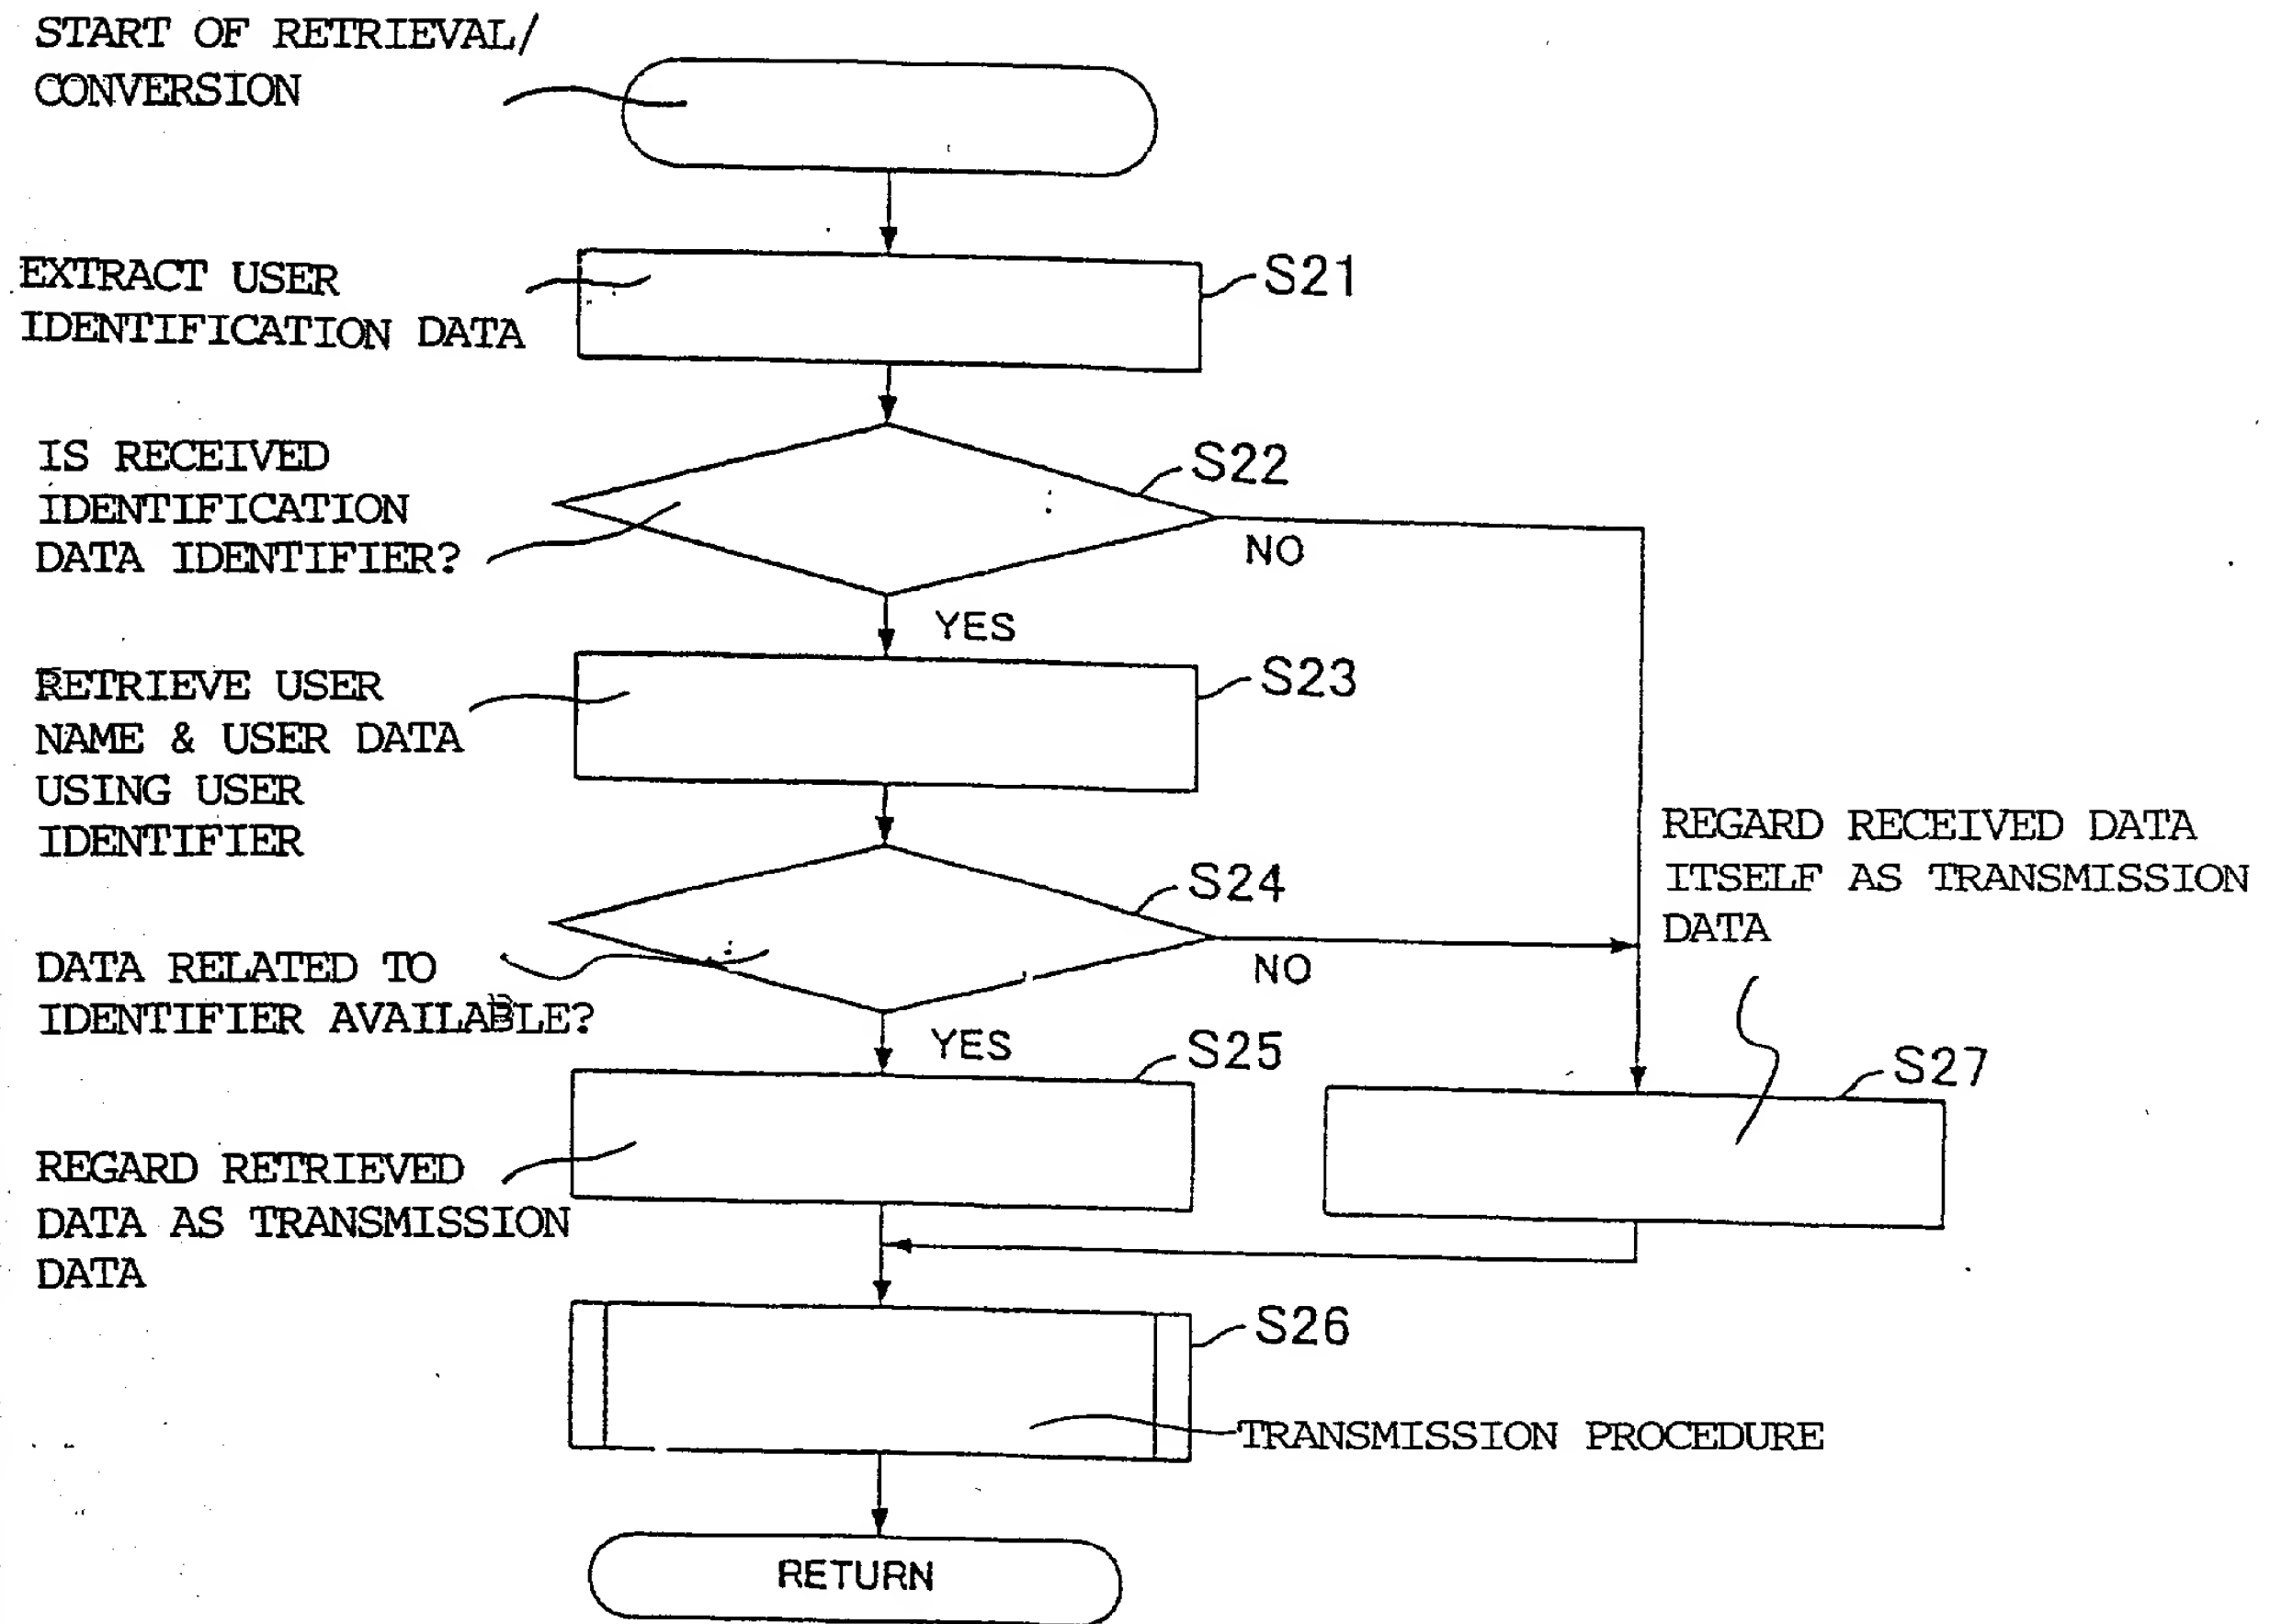 START OF RETRIEVAL/
CONVERSION
EXTRACT USER
IDENTIFICATION DATA
S21
IS RECEIVED
IDENTIFICATION
DATA IDENTIFIER?
S22
NO
YES
RETRIEVE USER
NAME & USER DATA
USING USER
IDENTIFIER
S23
DATA RELATED TO
IDENTIFIER AVAILABLE?
S24
NO
YES
REGARD RECEIVED DATA
ITSELF AS TRANSMISSION
DATA
S25
S27
REGARD RETRIEVED
DATA AS TRANSMISSION
DATA
S26
TRANSMISSION PROCEDURE
RETURN